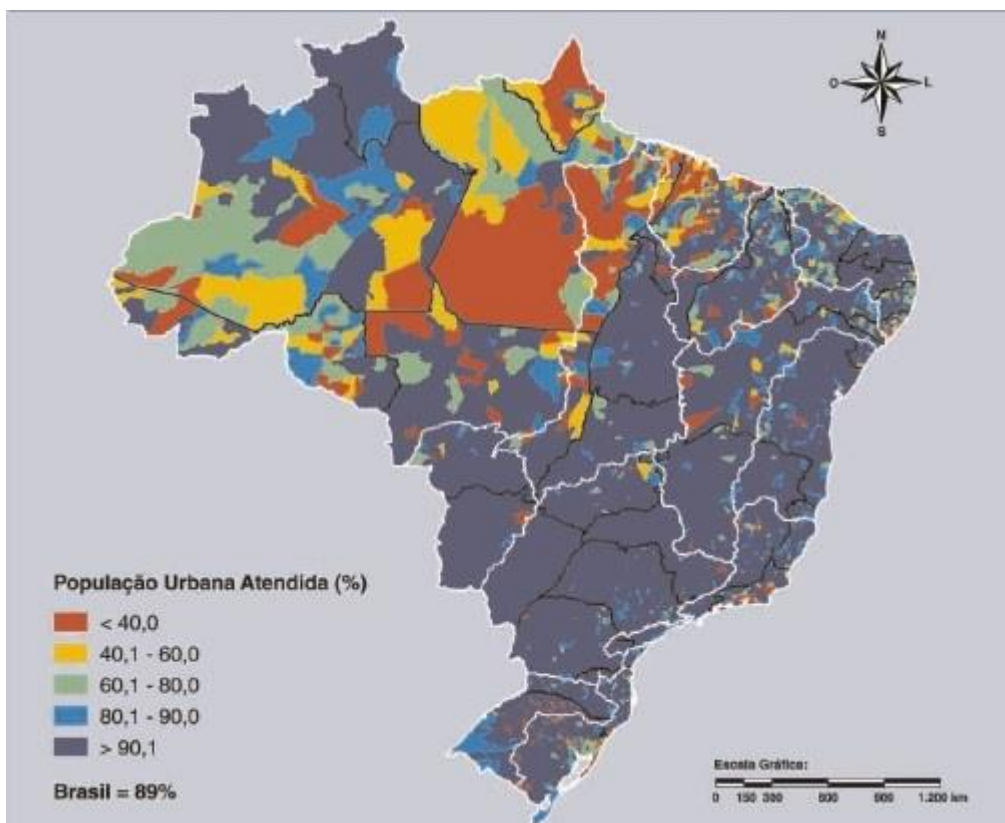 N
O
L
S
População Urbana Atendida (%)
< 40,0
40,1 - 60,0
60,1 - 80,0
80,1 - 90,0
> 90,1
Brasil = 89%
Escala Gráfica:
0 150 300 600 900 1.200 km